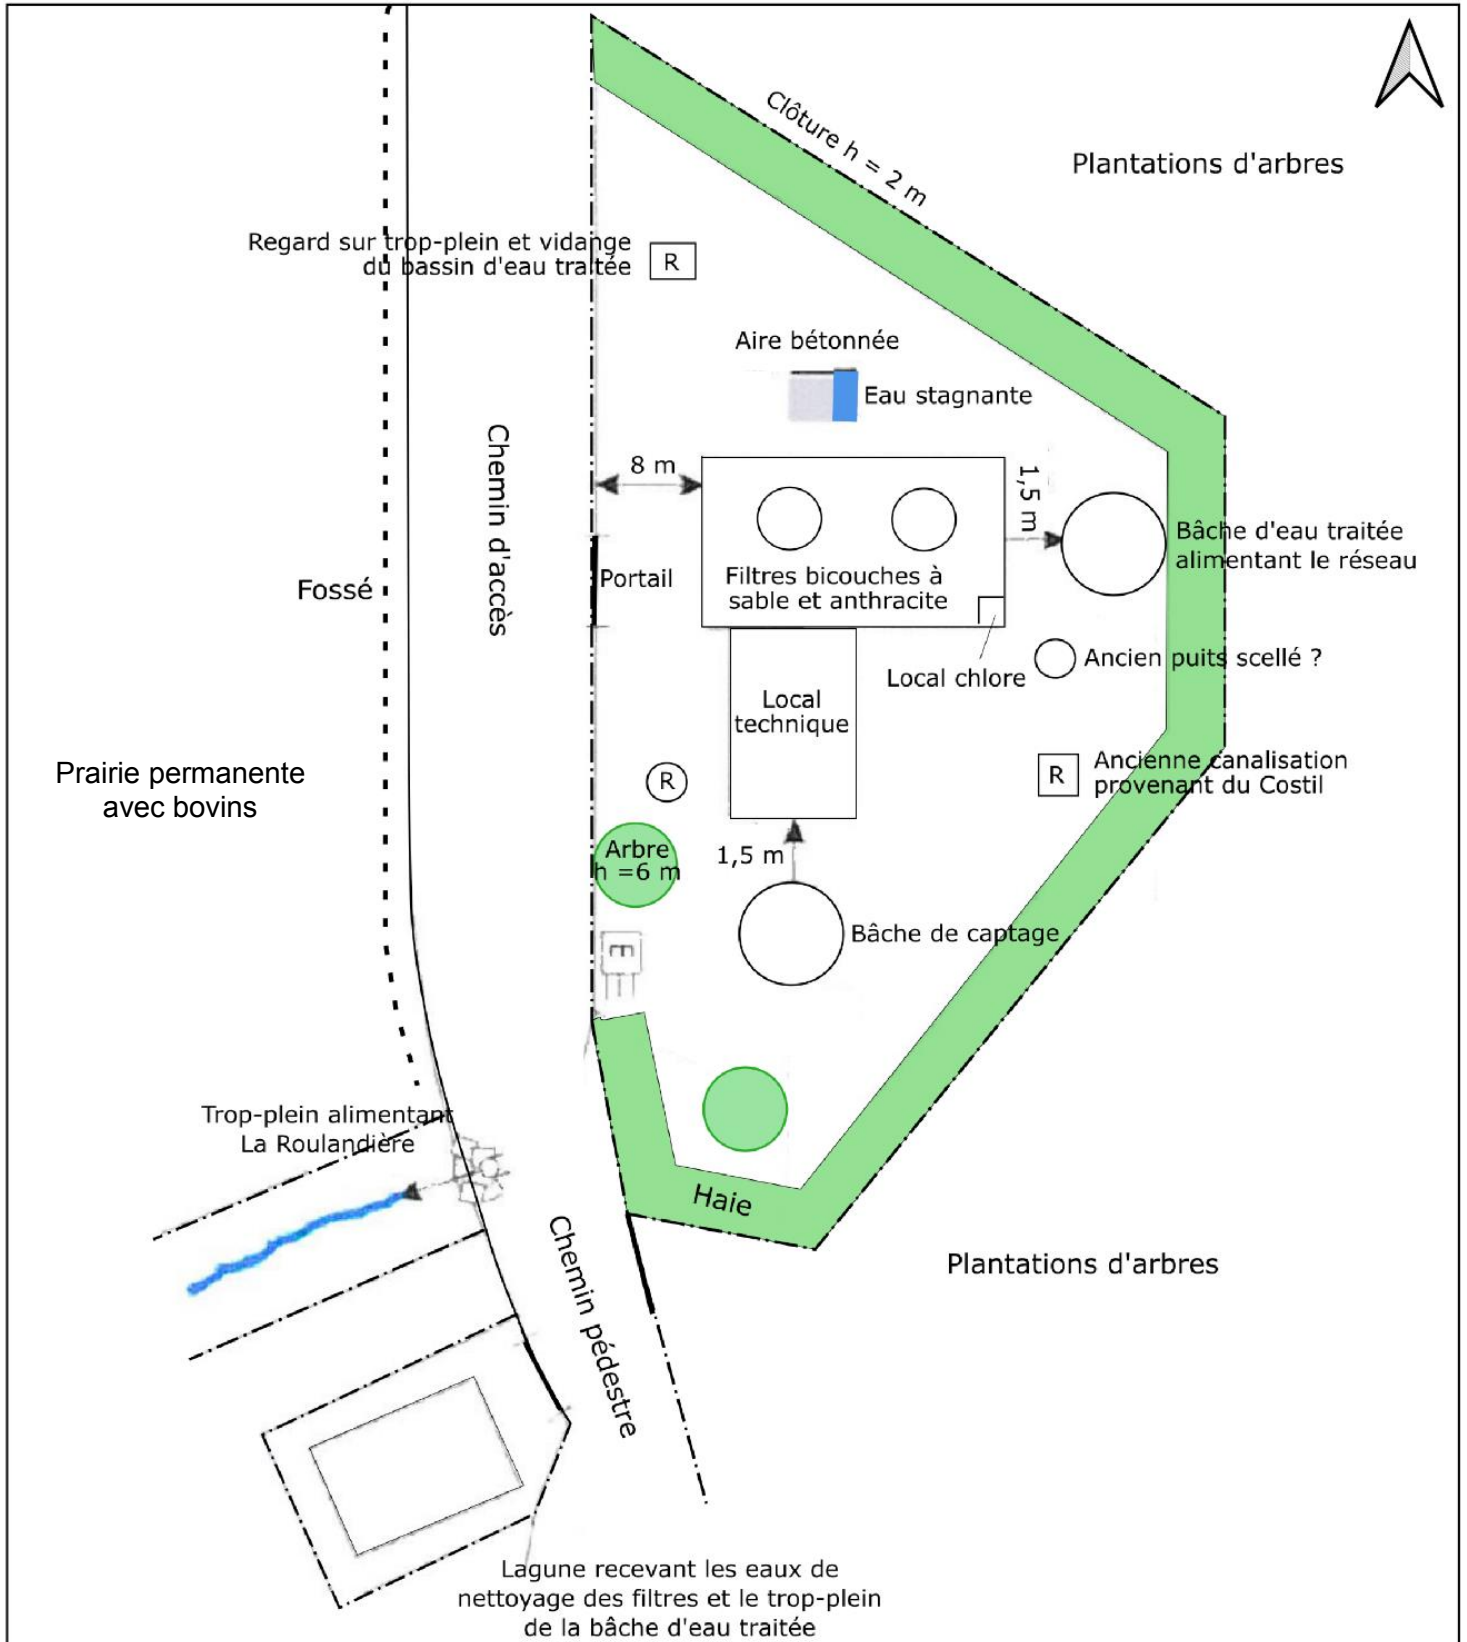 Clôture h = 2 m
Plantations d'arbres
Regard sur trop-plein et vidange
du bassin d'eau traitée
R
Aire bétonnée
Eau stagnante
Chemin d'accès
8 m
1,5 m
Bâche d'eau traitée
alimentant le réseau
Fossé
Portail
Filtres bicouches à
sable et anthracite
Local chlore
Ancien puits scellé ?
Local
technique
Prairie permanente
avec bovins
R
R
Ancienne canalisation
provenant du Costil
Arbre
h =6 m
1,5 m
Bâche de captage
E
Trop-plein alimentant
La Roulandière
Haie
Chemin pédestre
Plantations d'arbres
Lagune recevant les eaux de
nettoyage des filtres et le trop-plein
de la bâche d'eau traitée